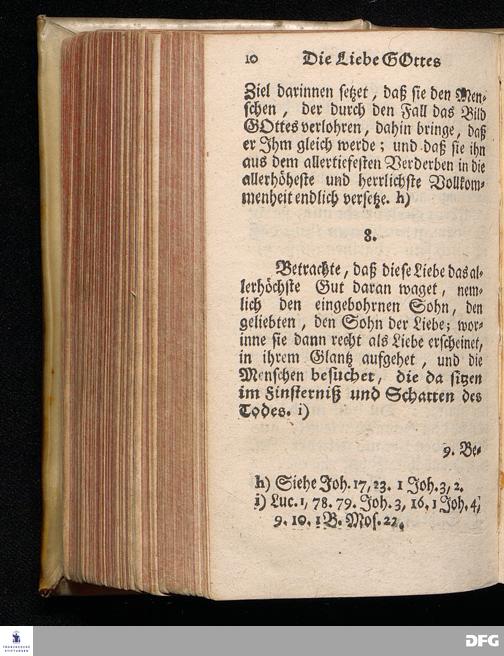 10 Die Liebe GOttes
Ziel darinnen setzet, daß sie den Men-
schen, der durch den Fall das Bild
GOttes verlohren, dahin bringe, daß
er Ihm gleich werde; und daß sie ihn
aus dem allertiefesten Verderben in die
allerhöheste und herrlichste Vollkom-
menheit endlich versetze. h)
8.
Betrachte, daß diese Liebe das al-
lerhöchste Gut daran waget, nem-
lich den eingebohrnen Sohn, den
geliebten, den Sohn der Liebe; wor-
inne sie dann recht als Liebe erscheinet,
in ihrem Glantz aufgehet, und die
Menschen besuchet, die da sitzen
im Finsterniß und Schatten des
Todes. i)
9. Be-
h) Siehe Joh. 17, 23. 1 Joh. 3, 2.
i) Luc. 1, 78. 79. Joh. 3, 16. 1 Joh. 4,
9. 10. 1 B. Mos. 22.
FRANCKESCHE
STIFTUNGEN
DFG